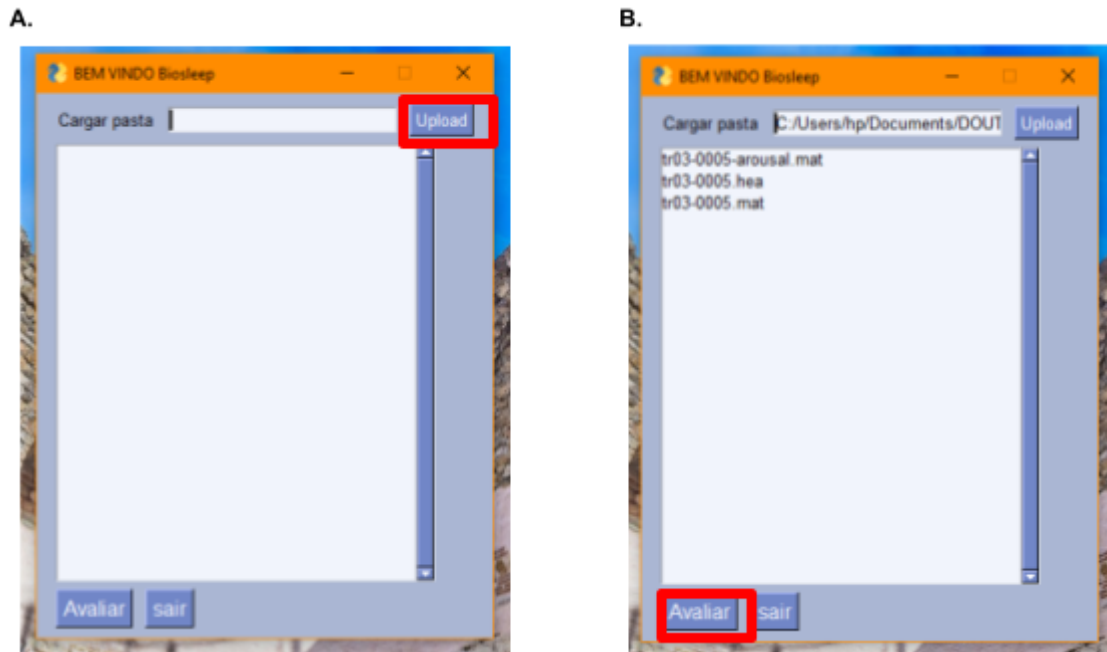 A.
BEM VINDO Biosleep
Cargar pasta
Upload
Avaliar
sair
B.
BEM VINDO Biosleep
Cargar pasta
C:/Users/hp/Documents/DOUT
Upload
tr03-0005-arousal.mat
tr03-0005.hea
tr03-0005.mat
Avaliar
sair